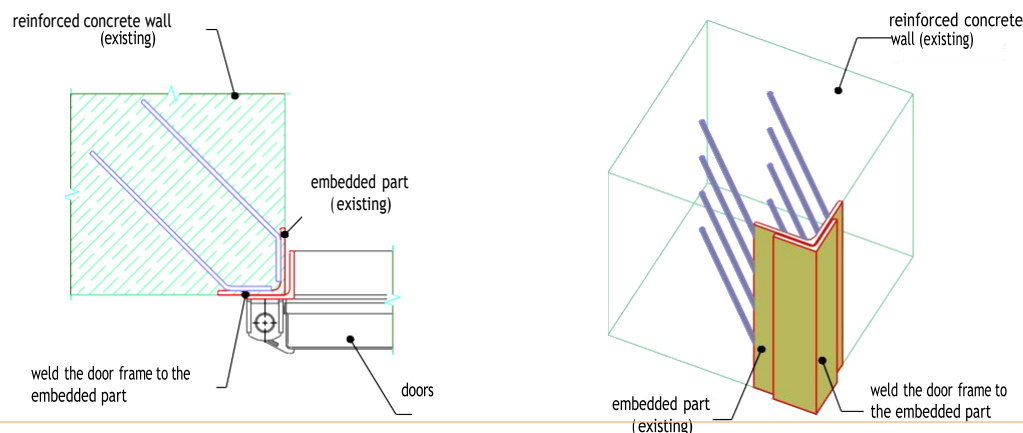 reinforced concrete wall
(existing)
embedded part
(existing)
weld the door frame to the
embedded part
doors
reinforced concrete
wall (existing)
embedded part
(existing)
weld the door frame to
the embedded part